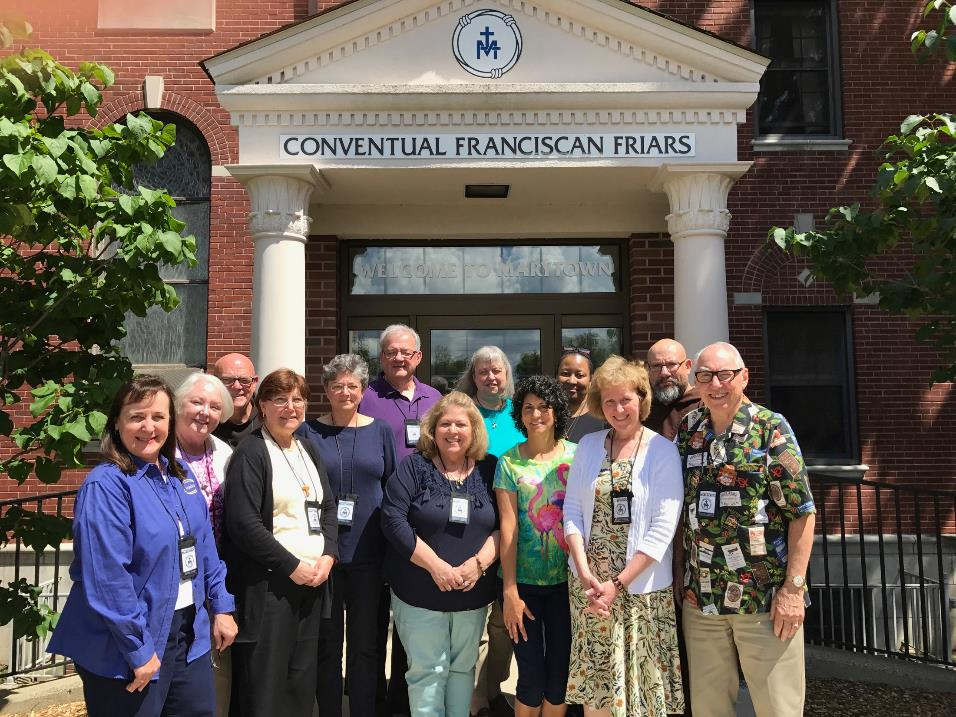 CONVENTUAL FRANCISCAN FRIARS
WELCOME TO MARYTOWN